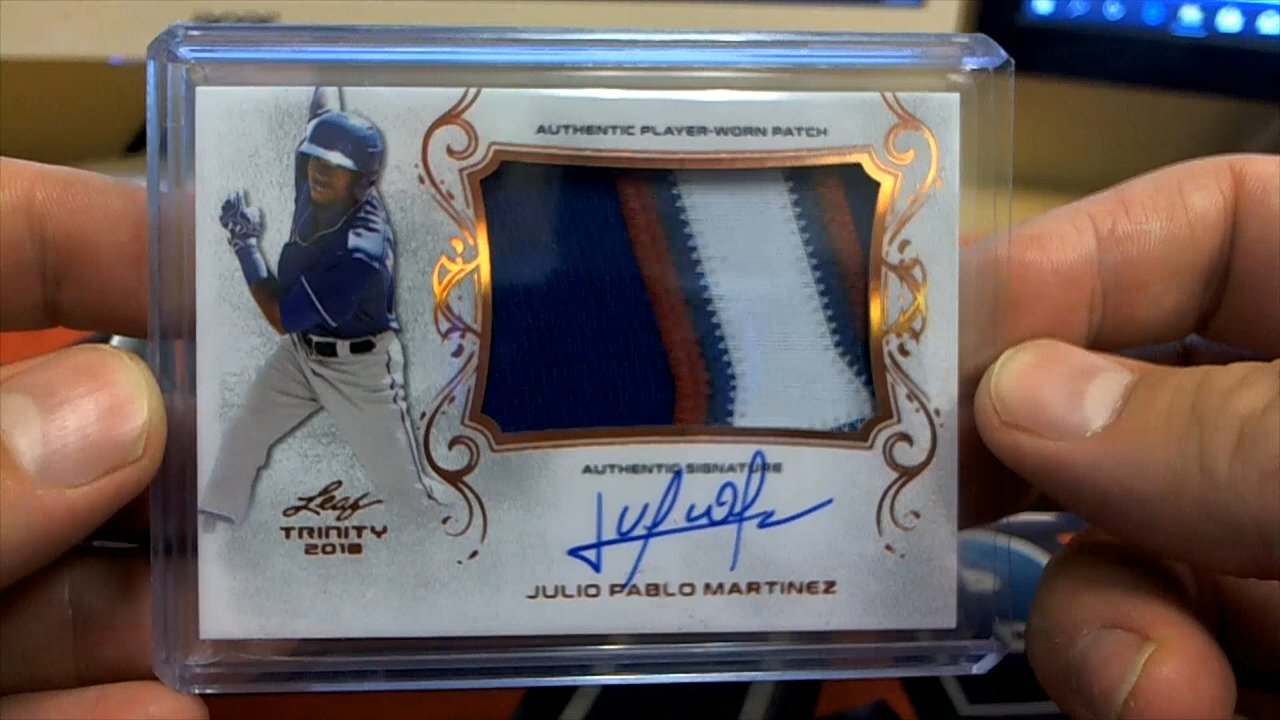 AUTHENTIC PLAYER-WORN PATCH
AUTHENTIC SIGNATURE
Leaf
TRINITY
2018
JULIO PABLO MARTINEZ